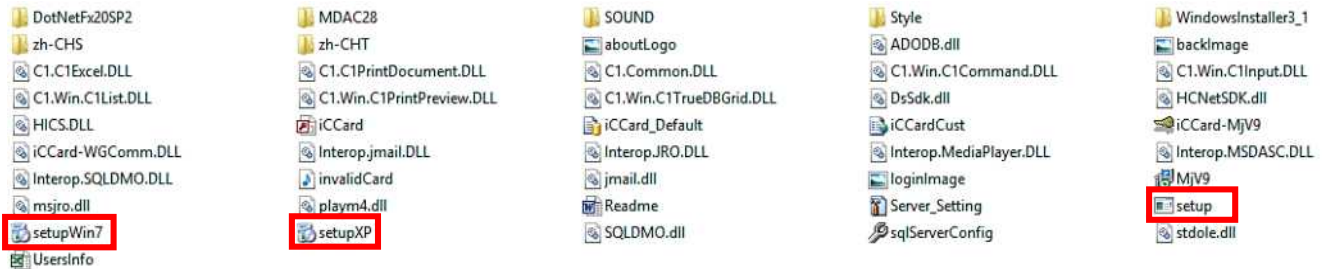 DotNetFx20SP2 MDAC28 SOUND Style WindowsInstaller3_1
zh-CHS zh-CHT aboutLogo ADODB.dll backImage
C1.C1Excel.DLL C1.C1PrintDocument.DLL C1.Common.DLL C1.Win.C1Command.DLL C1.Win.C1Input.DLL
C1.Win.C1List.DLL C1.Win.C1PrintPreview.DLL C1.Win.C1TrueDBGrid.DLL DsSdk.dll HCNetSDK.dll
HICS.DLL iCCard iCCard_Default iCCardCust iCCard-MjV9
iCCard-WGComm.DLL Interop.jmail.DLL Interop.JRO.DLL Interop.MediaPlayer.DLL Interop.MSDASC.DLL
Interop.SQLDMO.DLL invalidCard jmail.dll loginImage MjV9
msjro.dll playm4.dll Readme Server_Setting setup
setupWin7 setupXP SQLDMO.dll sqlServerConfig stdole.dll
UsersInfo